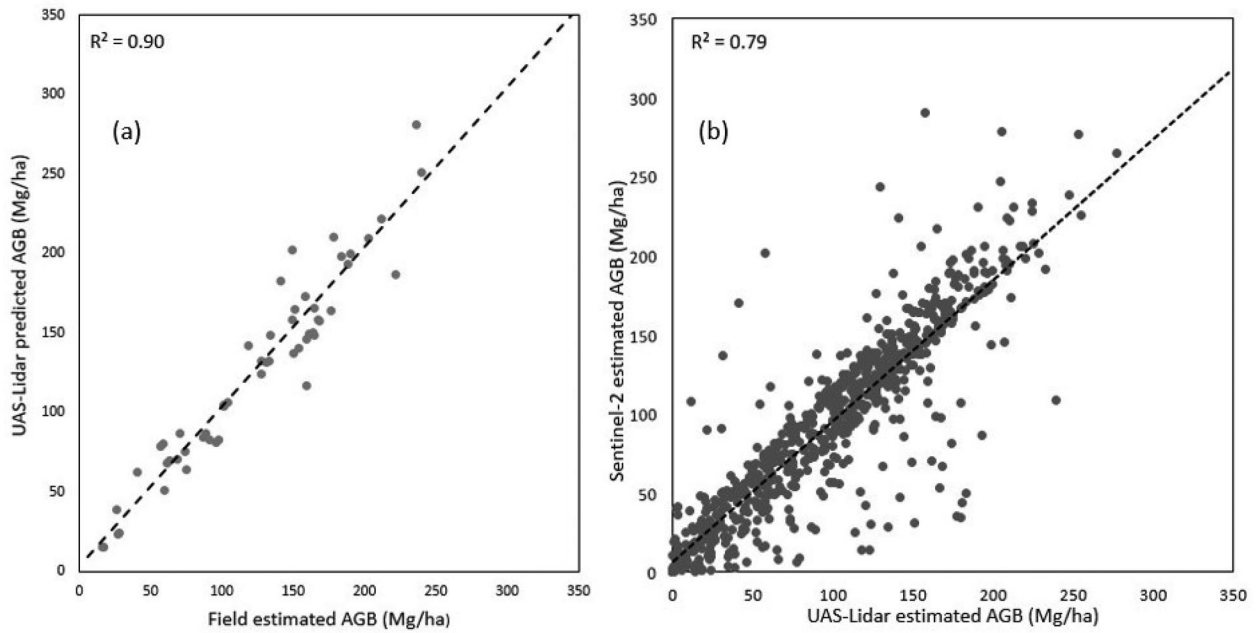 R² = 0.90
(a)
UAS-Lidar predicted AGB (Mg/ha)
350
300
250
200
150
100
50
0
0 50 100 150 200 250 300 350
Field estimated AGB (Mg/ha)
R² = 0.79
(b)
Sentinel-2 estimated AGB (Mg/ha)
350
300
250
200
150
100
50
0
0 50 100 150 200 250 300 350
UAS-Lidar estimated AGB (Mg/ha)